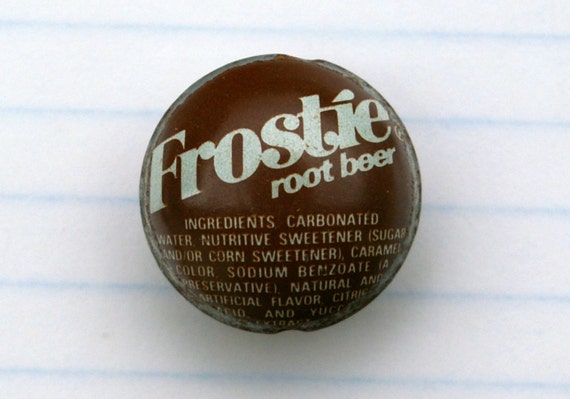 Frostie®
root beer
INGREDIENTS CARBONATED
WATER, NUTRITIVE SWEETENER (SUGAR
AND/OR CORN SWEETENER), CARAMEL
COLOR, SODIUM BENZOATE (A
PRESERVATIVE), NATURAL AND
ARTIFICIAL FLAVOR, CITRIC
ACID AND YUCCA
EXTRACT